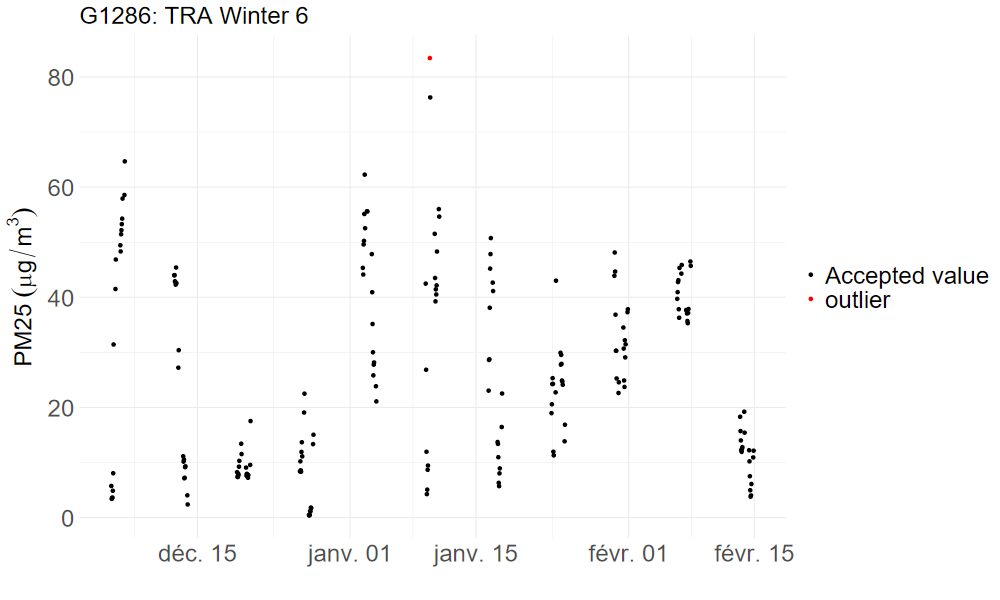 G1286: TRA Winter 6
PM25 (μg/m³)
80
60
40
20
0
déc. 15
janv. 01
janv. 15
févr. 01
févr. 15
Accepted value
outlier